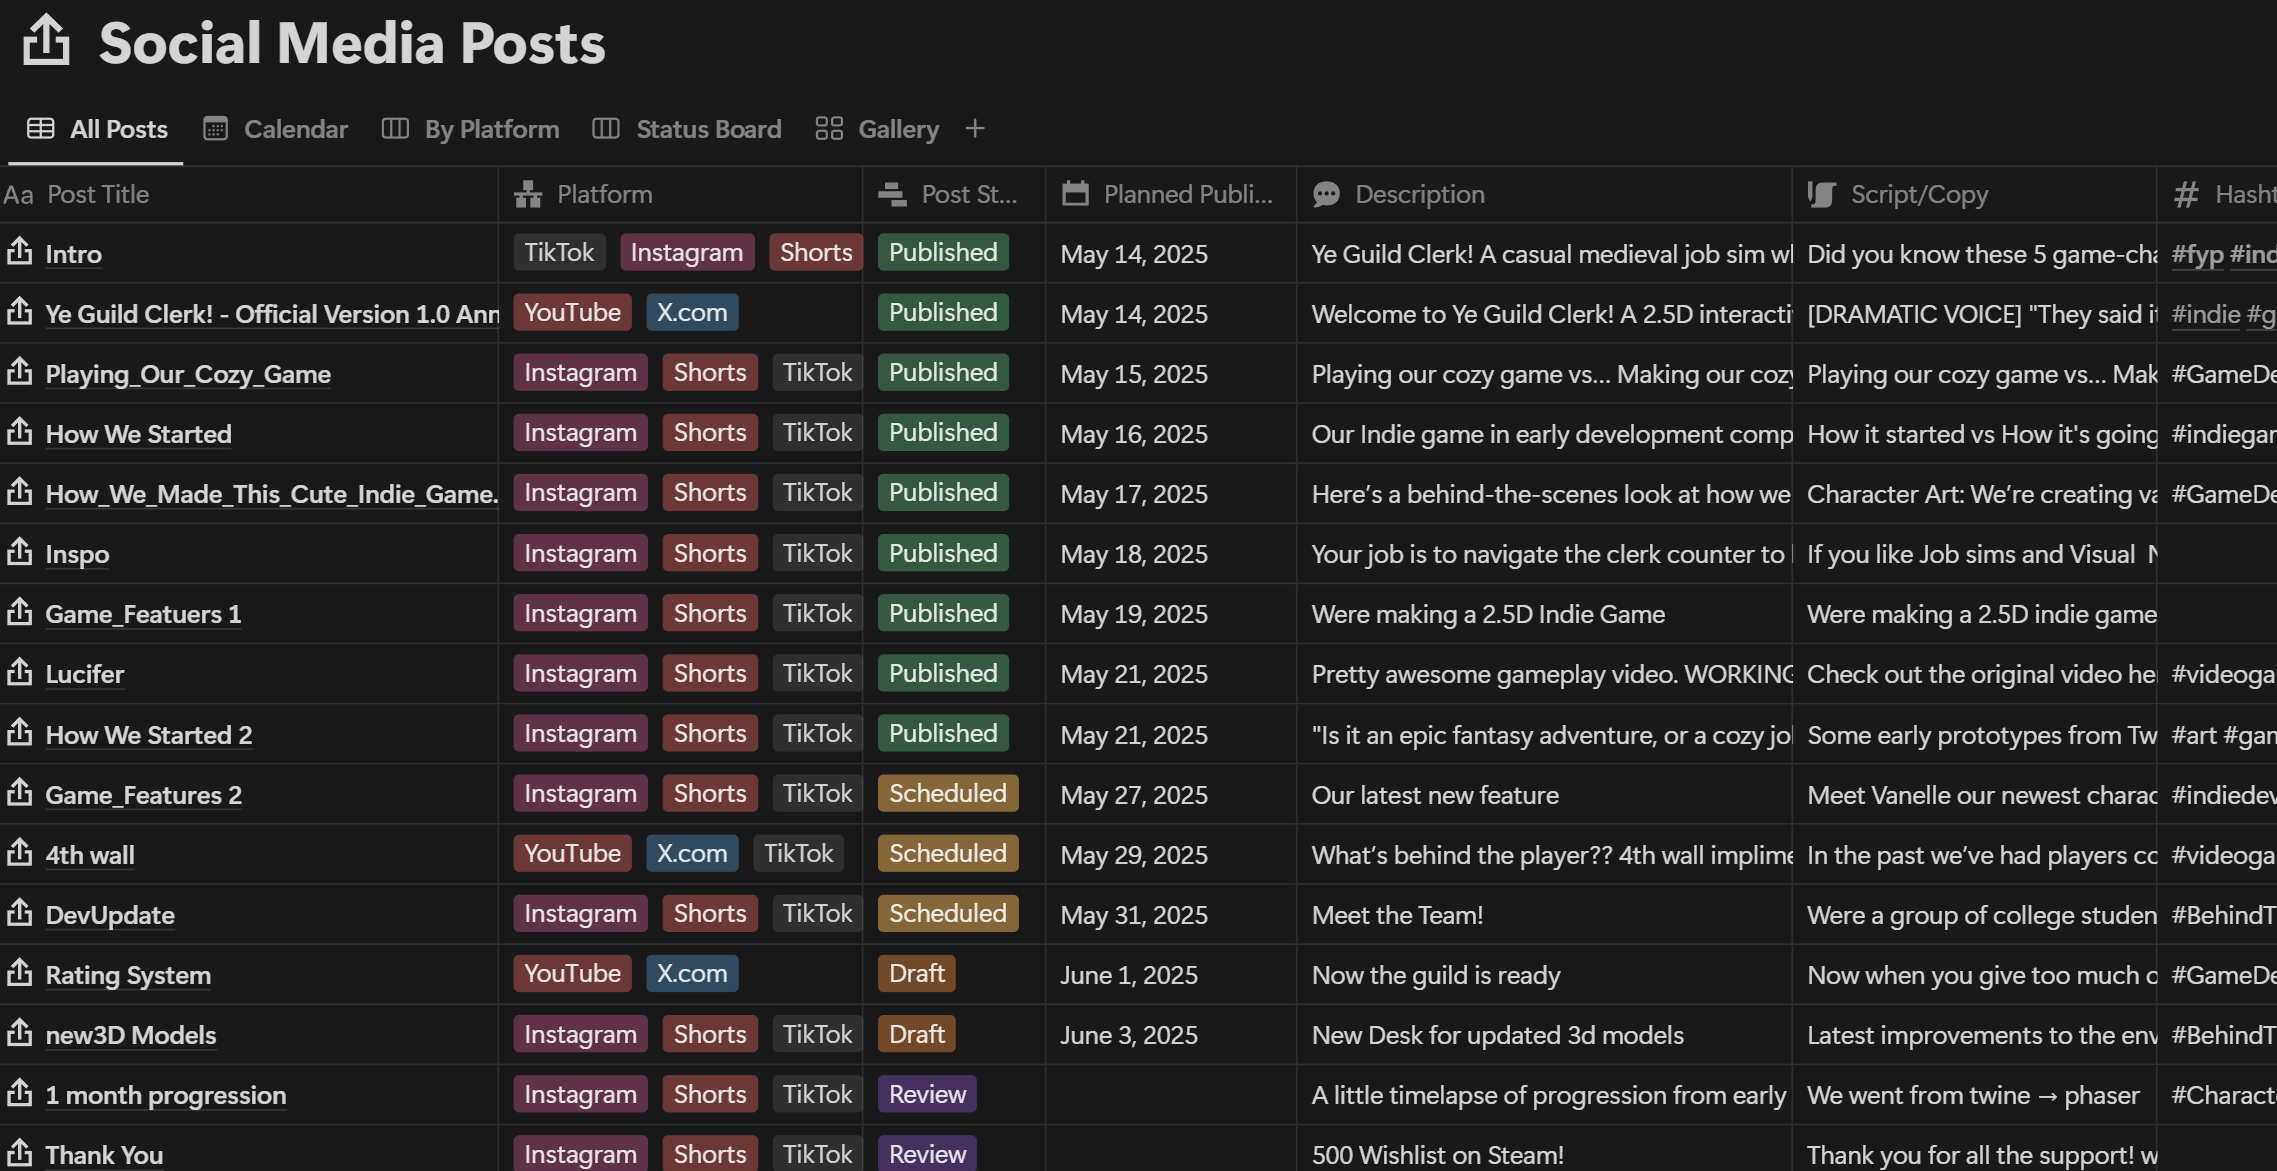 Social Media Posts
All Posts Calendar By Platform Status Board Gallery +
Aa Post Title Platform Post St... Planned Publi... Description Script/Copy # Hasht
Intro TikTok Instagram Shorts Published May 14, 2025 Ye Guild Clerk! A casual medieval job sim wh Did you know these 5 game-cha #fyp #ind
Ye Guild Clerk! - Official Version 1.0 Ann YouTube X.com Published May 14, 2025 Welcome to Ye Guild Clerk! A 2.5D interacti [DRAMATIC VOICE] "They said it #indie #g
Playing_Our_Cozy_Game Instagram Shorts TikTok Published May 15, 2025 Playing our cozy game vs... Making our cozy Playing our cozy game vs... Mak #GameDe
How We Started Instagram Shorts TikTok Published May 16, 2025 Our Indie game in early development comp How it started vs How it's going #indiegam
How_We_Made_This_Cute_Indie_Game. Instagram Shorts TikTok Published May 17, 2025 Here’s a behind-the-scenes look at how we Character Art: We’re creating va #GameDe
Inspo Instagram Shorts TikTok Published May 18, 2025 Your job is to navigate the clerk counter to If you like Job sims and Visual N
Game_Featuers 1 Instagram Shorts TikTok Published May 19, 2025 Were making a 2.5D Indie Game Were making a 2.5D indie game
Lucifer Instagram Shorts TikTok Published May 21, 2025 Pretty awesome gameplay video. WORKING Check out the original video he #videoga
How We Started 2 Instagram Shorts TikTok Published May 21, 2025 "Is it an epic fantasy adventure, or a cozy jo Some early prototypes from Tw #art #gam
Game_Features 2 Instagram Shorts TikTok Scheduled May 27, 2025 Our latest new feature Meet Vanelle our newest charac #indiedev
4th wall YouTube X.com TikTok Scheduled May 29, 2025 What’s behind the player?? 4th wall implime In the past we’ve had players co #videoga
DevUpdate Instagram Shorts TikTok Scheduled May 31, 2025 Meet the Team! Were a group of college studen #BehindT
Rating System YouTube X.com Draft June 1, 2025 Now the guild is ready Now when you give too much o #GameDe
new3D Models Instagram Shorts TikTok Draft June 3, 2025 New Desk for updated 3d models Latest improvements to the env #BehindT
1 month progression Instagram Shorts TikTok Review A little timelapse of progression from early We went from twine → phaser #Characte
Thank You Instagram Shorts TikTok Review 500 Wishlist on Steam! Thank you for all the support! w